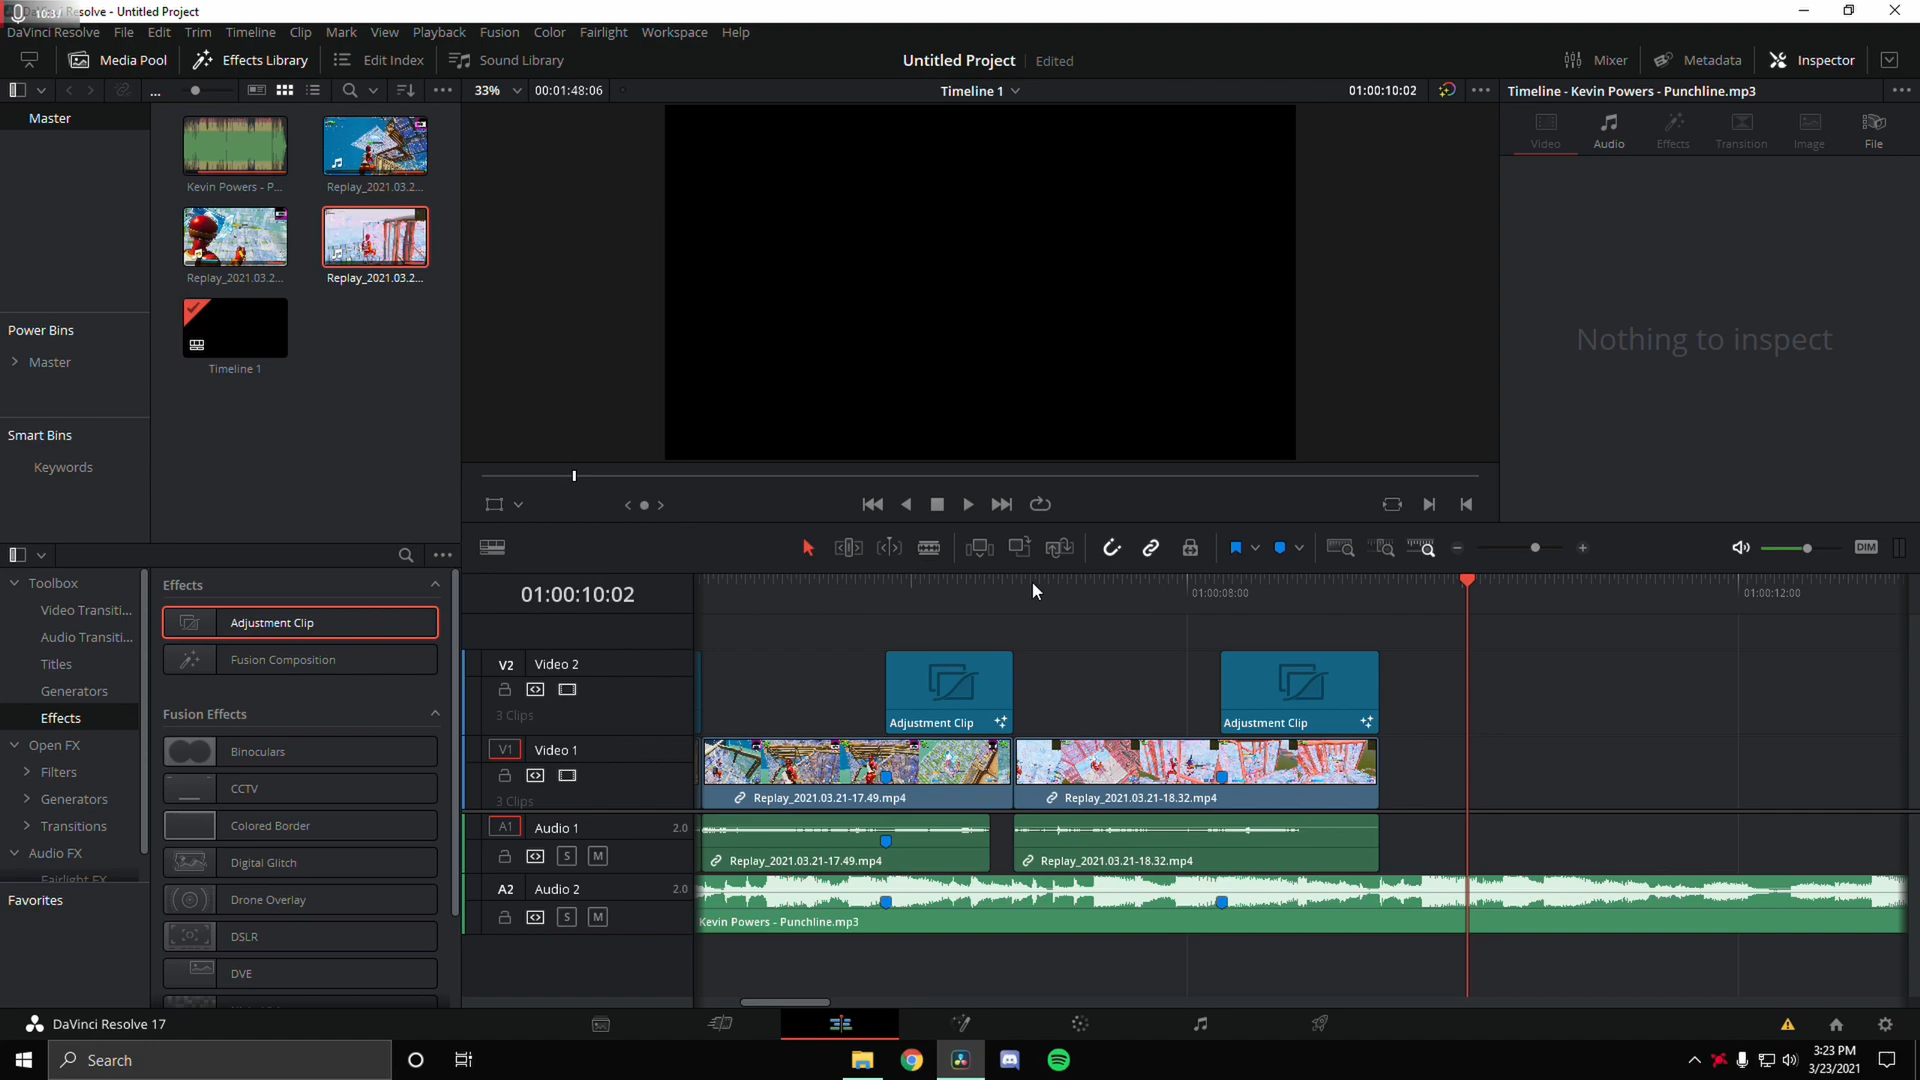 10:37
esolve - Untitled Project
DaVinci Resolve File Edit Trim Timeline Clip Mark View Playback Fusion Color Fairlight Workspace Help
Media Pool Effects Library Edit Index Sound Library
Untitled Project Edited
Mixer Metadata Inspector
... 33% 00:01:48:06 Timeline 1 01:00:10:02
Timeline - Kevin Powers - Punchline.mp3
Video Audio Effects Transition Image File
Nothing to inspect
Master
Kevin Powers - P...
Replay_2021.03.2...
Replay_2021.03.2...
Replay_2021.03.2...
Timeline 1
Power Bins
Master
Smart Bins
Keywords
Toolbox
Video Transiti...
Audio Transiti...
Titles
Generators
Effects
Open FX
Filters
Generators
Transitions
Audio FX
Fairlight FX
Favorites
Effects
Adjustment Clip
Fusion Composition
Fusion Effects
Binoculars
CCTV
Colored Border
Digital Glitch
Drone Overlay
DSLR
DVE
DIM
01:00:10:02
01:00:08:00
01:00:12:00
V2 Video 2
3 Clips
Adjustment Clip
Adjustment Clip
V1 Video 1
3 Clips
Replay_2021.03.21-17.49.mp4
Replay_2021.03.21-18.32.mp4
A1 Audio 1 2.0
S M
Replay_2021.03.21-17.49.mp4
Replay_2021.03.21-18.32.mp4
A2 Audio 2 2.0
S M
Kevin Powers - Punchline.mp3
DaVinci Resolve 17
Search
3:23 PM
3/23/2021